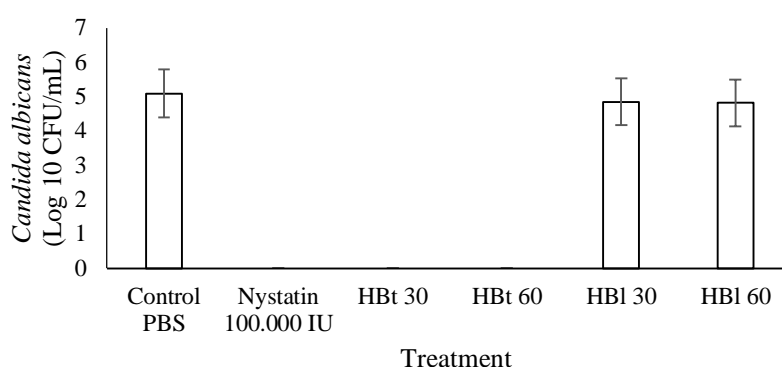 Candida albicans
(Log 10 CFU/mL)
7
6
5
4
3
2
1
0
Control PBS
Nystatin 100.000 IU
HBt 30
HBt 60
HBl 30
HBl 60
Treatment